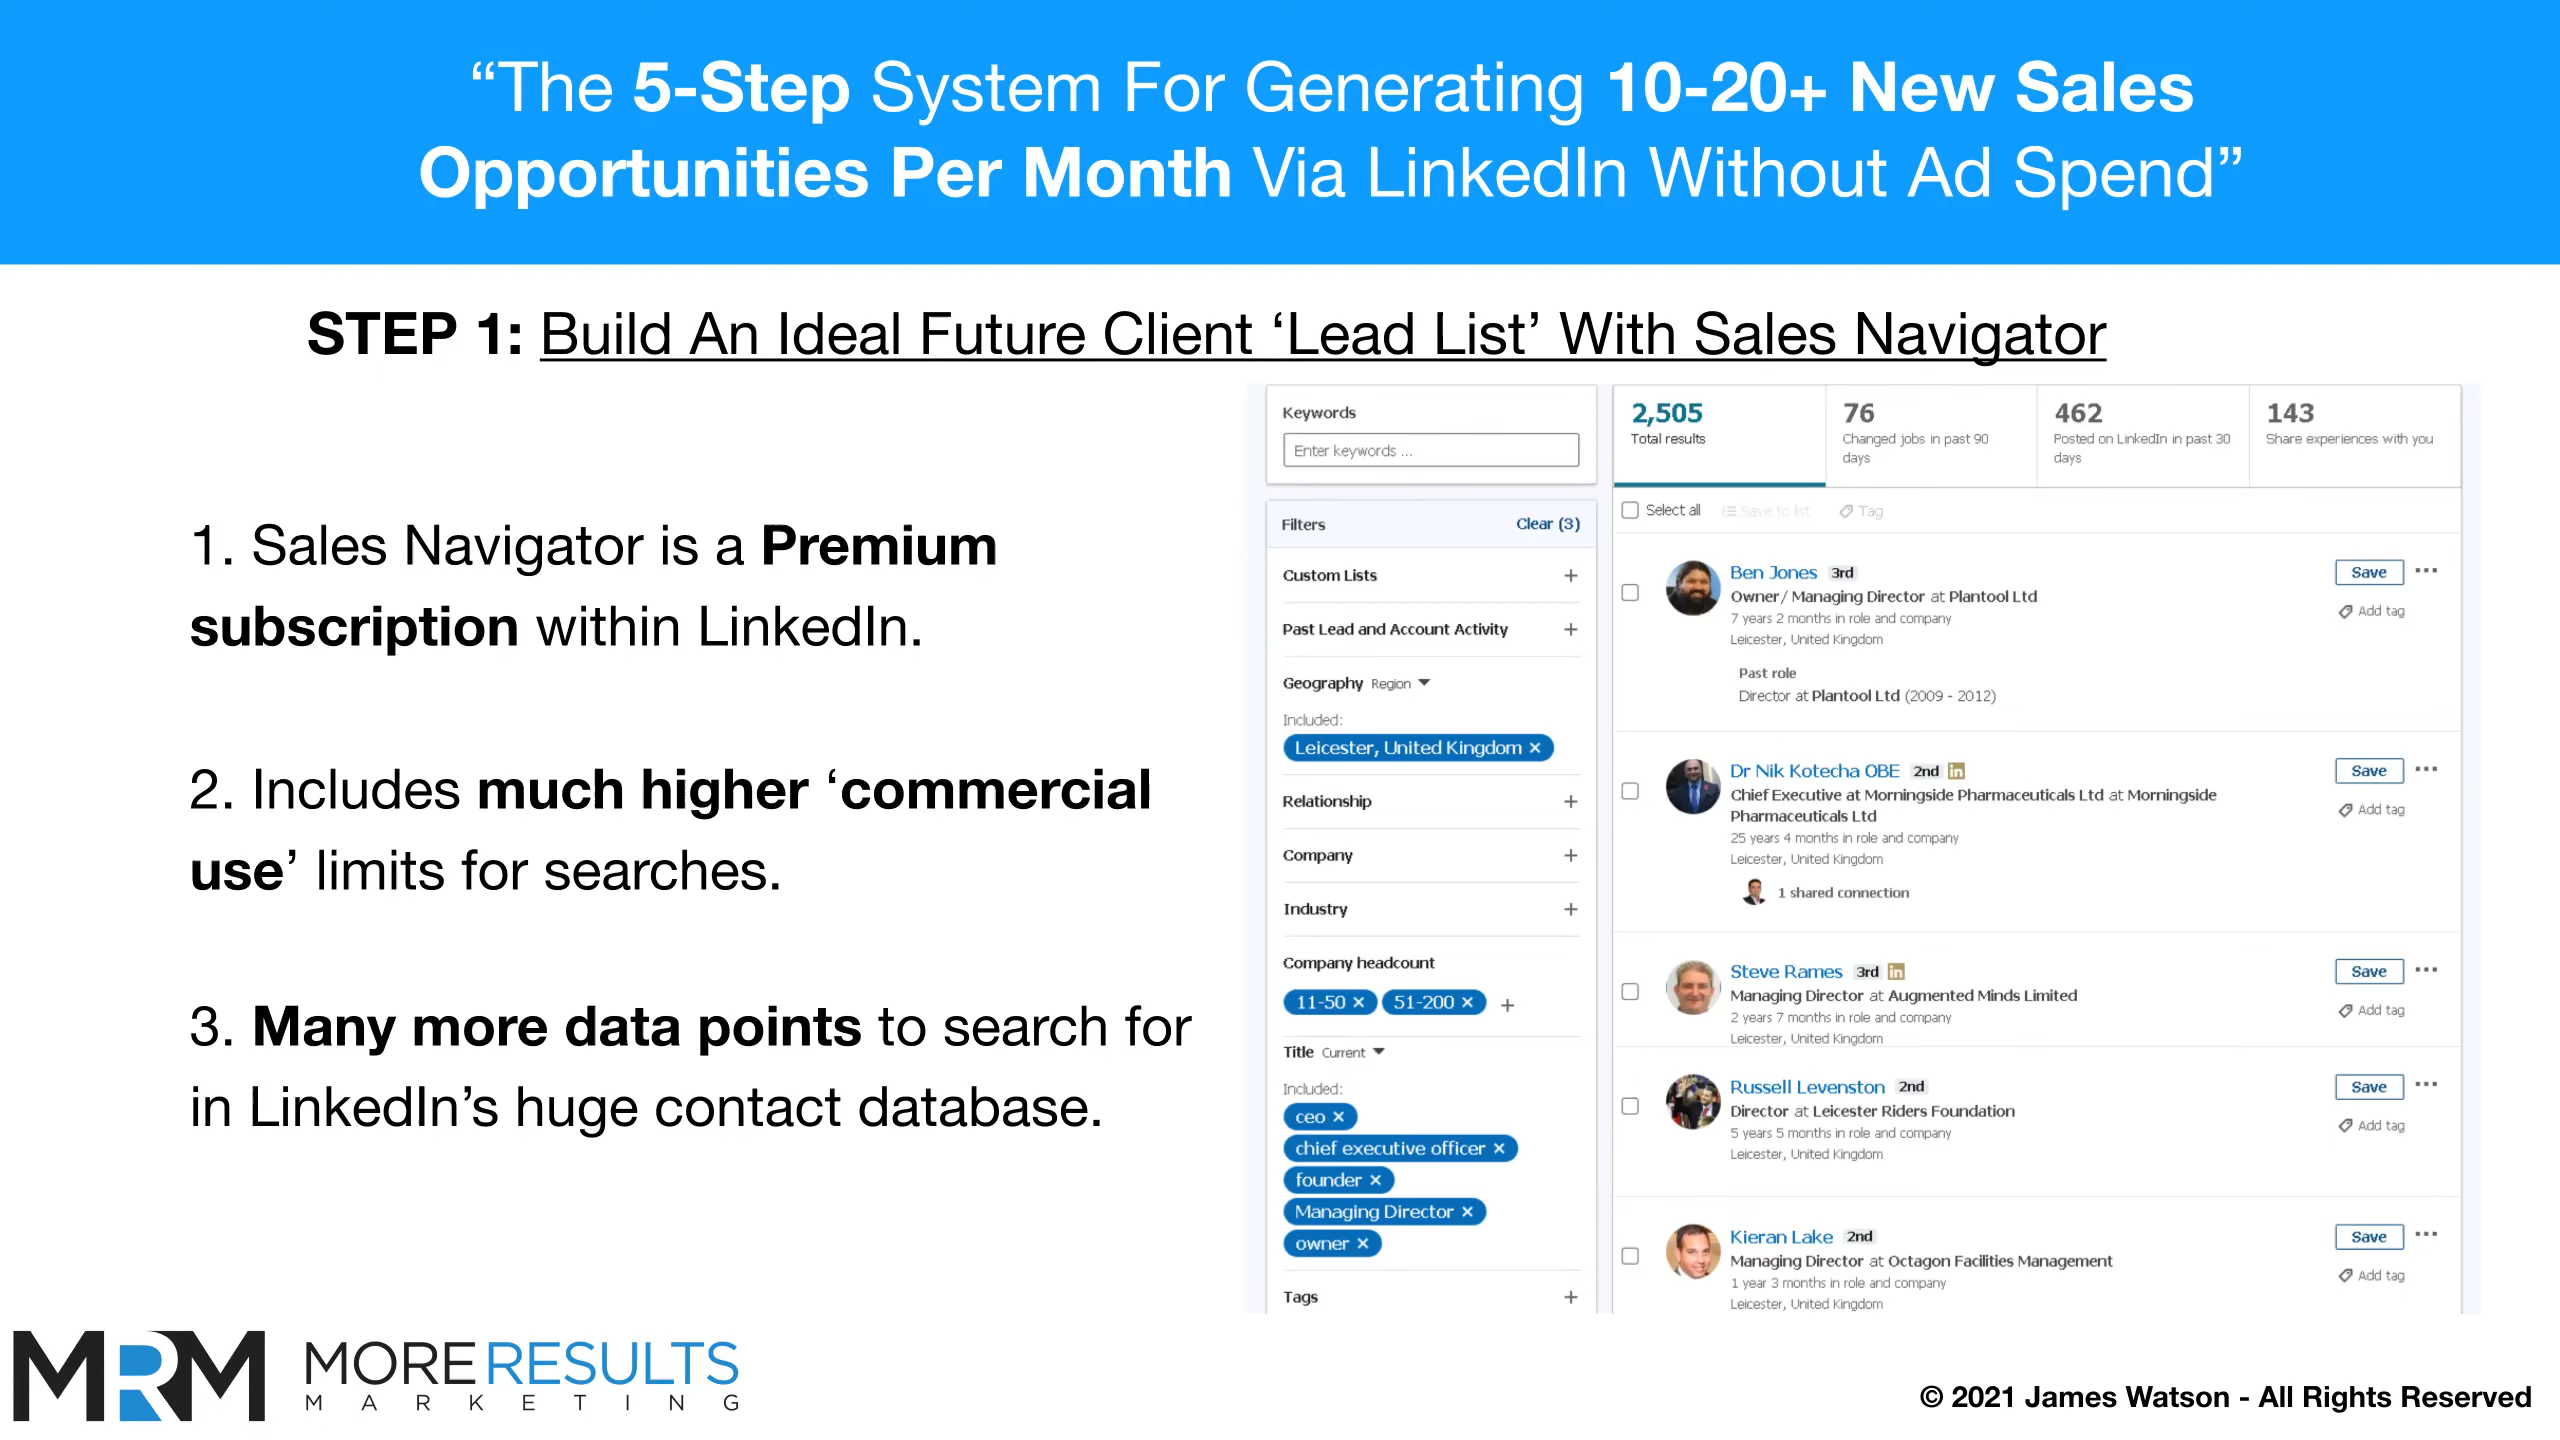 “The 5-Step System For Generating 10-20+ New Sales
Opportunities Per Month Via LinkedIn Without Ad Spend”
STEP 1: Build An Ideal Future Client ‘Lead List’ With Sales Navigator
1. Sales Navigator is a Premium
subscription within LinkedIn.
2. Includes much higher ‘commercial
use’ limits for searches.
3. Many more data points to search for
in LinkedIn’s huge contact database.
Keywords
Enter keywords ...
Filters Clear (3)
Custom Lists +
Past Lead and Account Activity +
Geography Region
Included:
Leicester, United Kingdom ×
Relationship +
Company +
Industry +
Company headcount
11-50 × 51-200 × +
Title Current
Included:
ceo ×
chief executive officer ×
founder ×
Managing Director ×
owner ×
Tags +
2,505
Total results
76
Changed jobs in past 90
days
462
Posted on LinkedIn in past 30
days
143
Share experiences with you
Select all Save to list Tag
Ben Jones 3rd
Owner/ Managing Director at Plantool Ltd
7 years 2 months in role and company
Leicester, United Kingdom
Past role
Director at Plantool Ltd (2009 - 2012)
Save ...
Add tag
Dr Nik Kotecha OBE 2nd in
Chief Executive at Morningside Pharmaceuticals Ltd at Morningside
Pharmaceuticals Ltd
25 years 4 months in role and company
Leicester, United Kingdom
1 shared connection
Save ...
Add tag
Steve Rames 3rd in
Managing Director at Augmented Minds Limited
2 years 7 months in role and company
Leicester, United Kingdom
Save ...
Add tag
Russell Levenston 2nd
Director at Leicester Riders Foundation
5 years 5 months in role and company
Leicester, United Kingdom
Save ...
Add tag
Kieran Lake 2nd
Managing Director at Octagon Facilities Management
1 year 3 months in role and company
Leicester, United Kingdom
Save ...
Add tag
MRM MORE RESULTS
MARKETING
© 2021 James Watson - All Rights Reserved